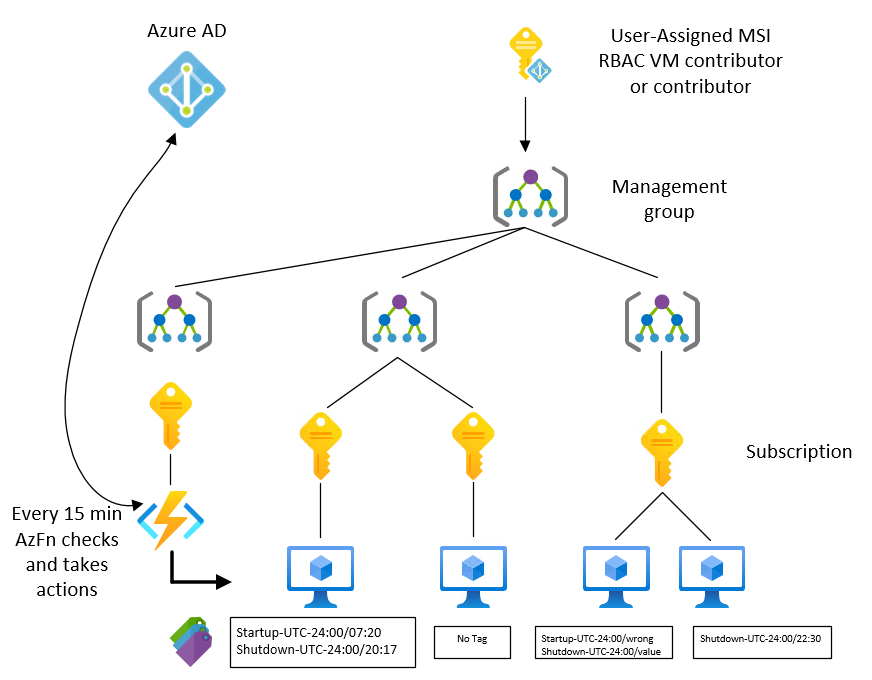 Azure AD
User-Assigned MSI
RBAC VM contributor
or contributor
Management
group
Subscription
Every 15 min
AzFn checks
and takes
actions
Startup-UTC-24:00/07:20
Shutdown-UTC-24:00/20:17
No Tag
Startup-UTC-24:00/wrong
Shutdown-UTC-24:00/value
Shutdown-UTC-24:00/22:30